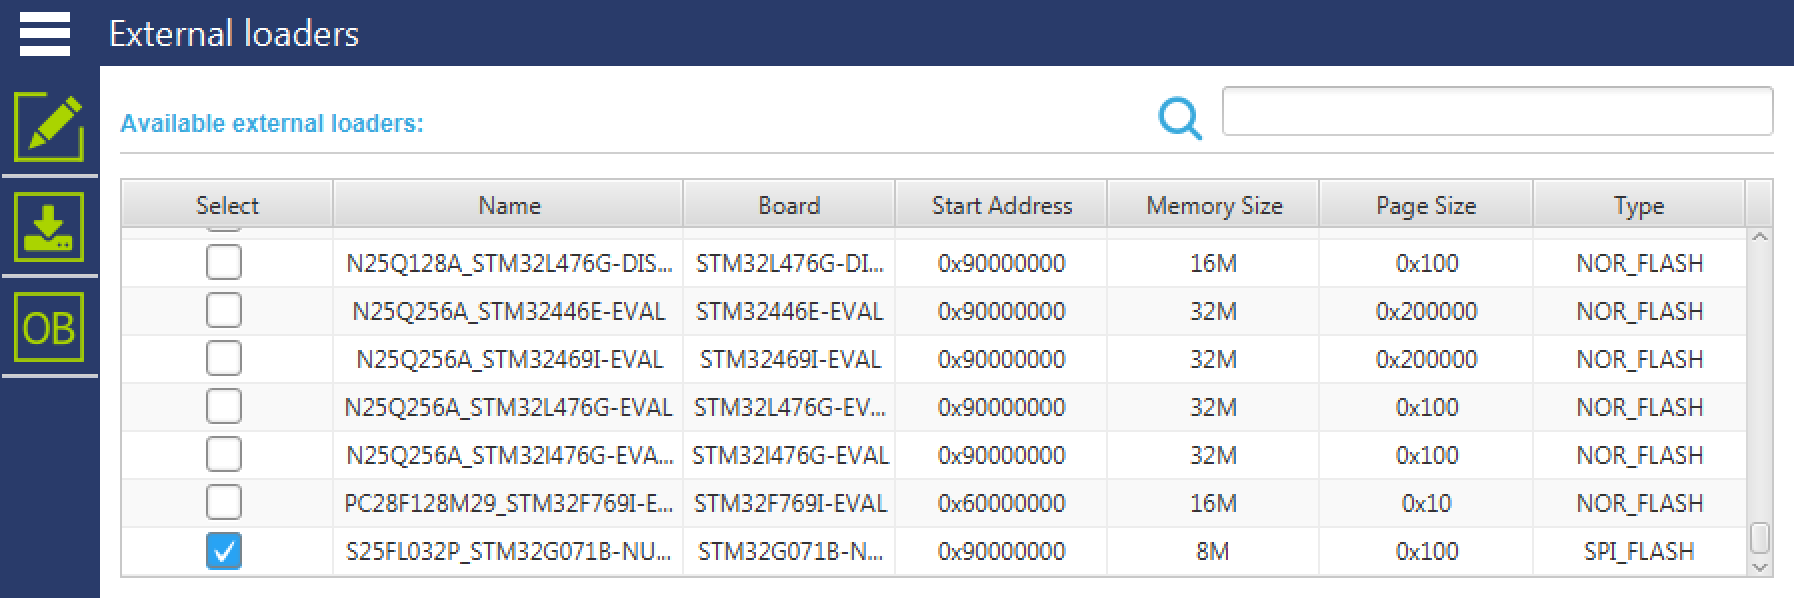 External loaders
Available external loaders:
Select Name Board Start Address Memory Size Page Size Type
N25Q128A_STM32L476G-DIS... STM32L476G-DI... 0x90000000 16M 0x100 NOR_FLASH
N25Q256A_STM32446E-EVAL STM32446E-EVAL 0x90000000 32M 0x200000 NOR_FLASH
N25Q256A_STM32469I-EVAL STM32469I-EVAL 0x90000000 32M 0x200000 NOR_FLASH
OB
N25Q256A_STM32L476G-EVAL STM32L476G-EV... 0x90000000 32M 0x100 NOR_FLASH
N25Q256A_STM32l476G-EVA... STM32l476G-EVAL 0x90000000 32M 0x100 NOR_FLASH
PC28F128M29_STM32F769I-E... STM32F769I-EVAL 0x60000000 16M 0x10 NOR_FLASH
S25FL032P_STM32G071B-NU... STM32G071B-N... 0x90000000 8M 0x100 SPI_FLASH